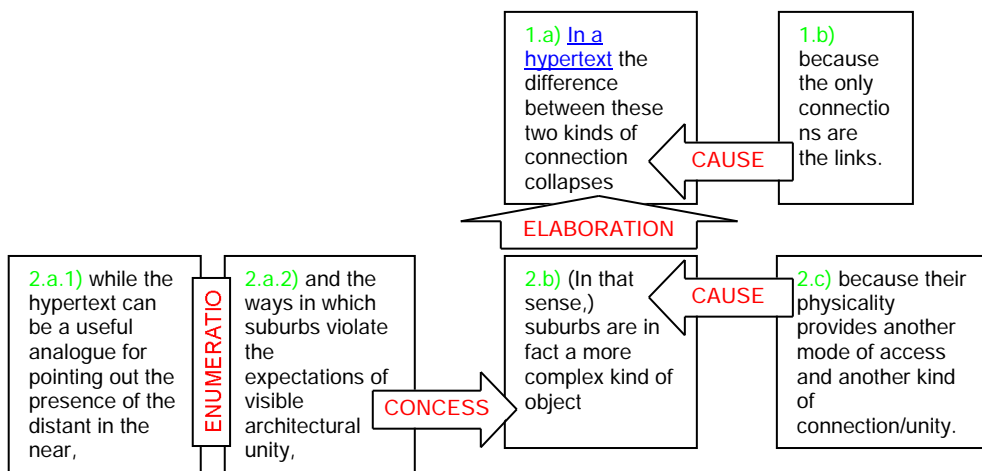 1.a) In a
hypertext the
difference
between these
two kinds of
connection
collapses
CAUSE
1.b)
because
the only
connectio
ns are
the links.
ELABORATION
2.a.1) while the
hypertext can
be a useful
analogue for
pointing out the
presence of the
distant in the
near,
ENUMERATIO
2.a.2) and the
ways in which
suburbs violate
the
expectations of
visible
architectural
unity,
CONCESS
2.b) (In that
sense,)
suburbs are in
fact a more
complex kind of
object
CAUSE
2.c) because their
physicality
provides another
mode of access
and another kind
of
connection/unity.